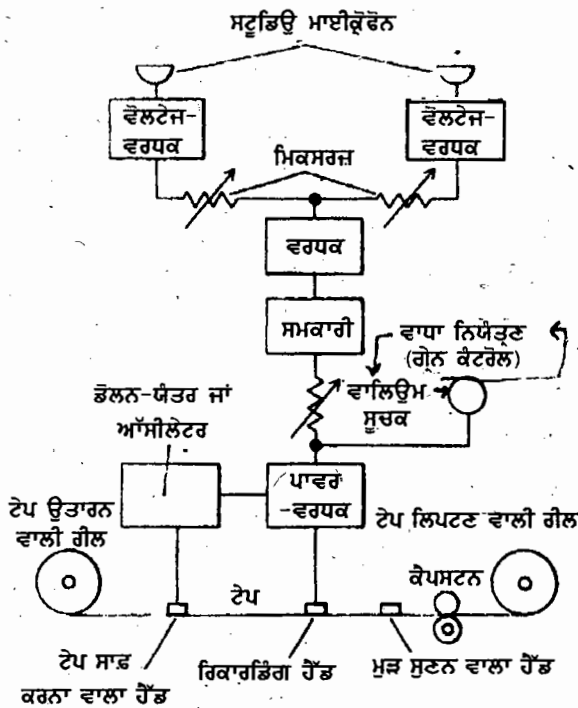 ਸਟੂਡਿਉ ਮਾਈਕ੍ਰੋਫੋਨ
ਵੋਲਟੇਜ-
ਵਰਧਕ
ਵੋਲਟੇਜ-
ਵਰਧਕ
ਮਿਕਸਰਜ਼
ਵਰਧਕ
ਸਮਕਾਰੀ
ਵਾਧਾ ਨਿਯੰਤ੍ਰਣ
(ਗੇਨ ਕੰਟਰੋਲ)
ਵਾਲਿਊਮ
ਸੂਚਕ
ਡੋਲਨ-ਯੰਤਰ ਜਾਂ
ਆੱਸੀਲੇਟਰ
ਪਾਵਰ
-ਵਰਧਕ
ਟੇਪ ਉਤਾਰਨ
ਵਾਲੀ ਰੀਲ
ਟੇਪ ਲਿਪਟਣ ਵਾਲੀ ਰੀਲ
ਕੈਪਸਟਨ
ਟੇਪ
ਟੇਪ ਸਾਫ਼
ਕਰਨਾ ਵਾਲਾ ਹੈੱਡ
ਰਿਕਾਰਡਿੰਗ ਹੈੱਡ
ਮੁੜ ਸੁਣਨ ਵਾਲਾ ਹੈੱਡ